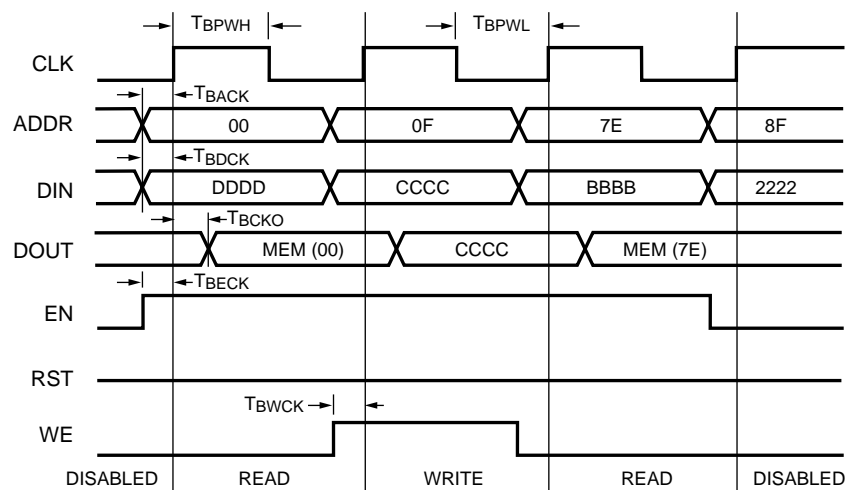 TBPWH TBPWL
CLK
TBACK
ADDR 00 0F 7E 8F
TBDCK
DIN DDDD CCCC BBBB 2222
TBCKO
DOUT MEM (00) CCCC MEM (7E)
TBECK
EN
RST
TBWCK
WE
DISABLED READ WRITE READ DISABLED